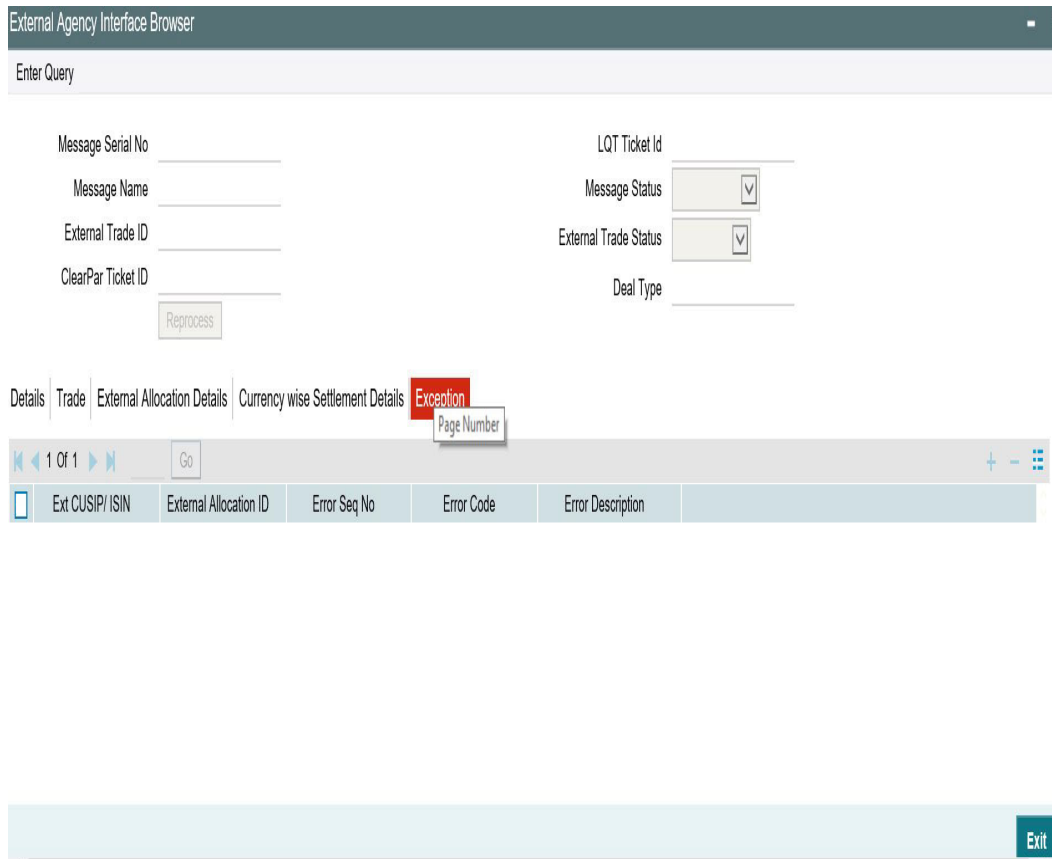 External Agency Interface Browser
Enter Query
Message Serial No
LQT Ticket Id
Message Name
Message Status
External Trade ID
External Trade Status
ClearPar Ticket ID
Deal Type
Reprocess
Details Trade External Allocation Details Currency wise Settlement Details Exception
Page Number
1 Of 1 Go
Ext CUSIP/ ISIN External Allocation ID Error Seq No Error Code Error Description
Exit